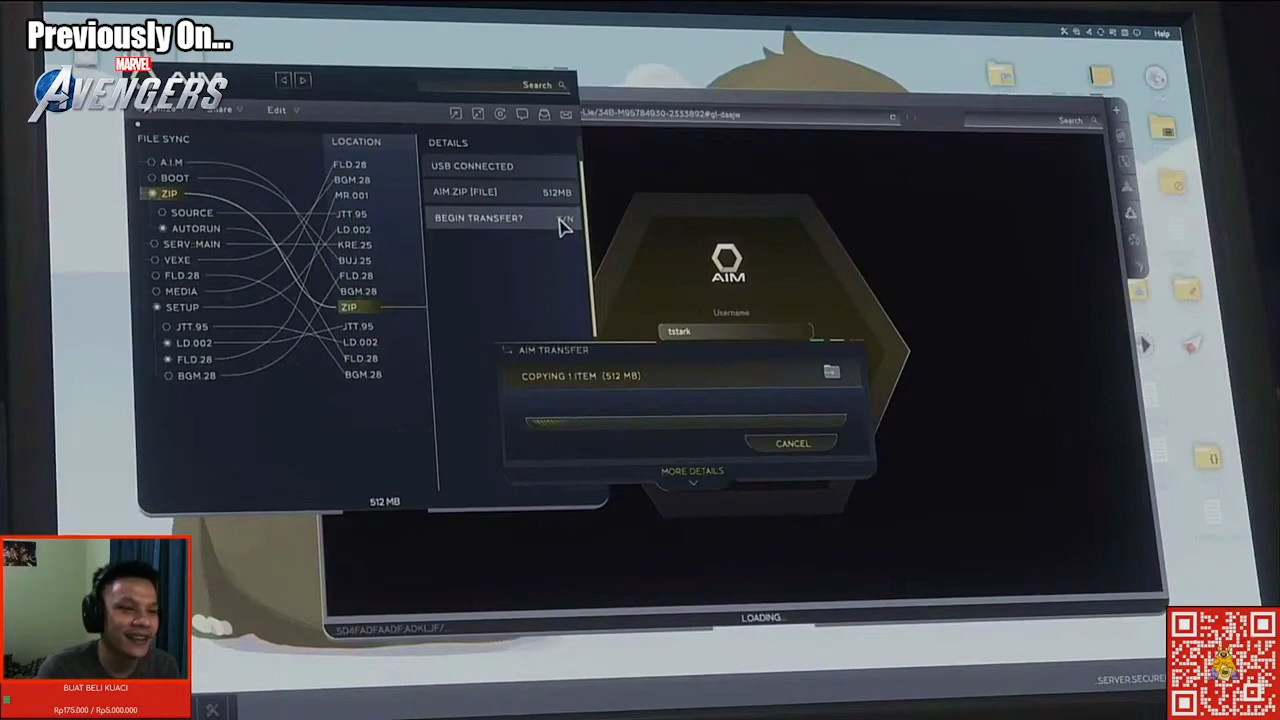 Previously On...
MARVEL
AVENGERS
AIM
Search
Help
Share
Edit
Search
FILE SYNC
LOCATION
DETAILS
A.I.M
BOOT
ZIP
SOURCE
AUTORUN
SERV::MAIN
VEXE
FLD.28
MEDIA
SETUP
JTT.95
LD.002
FLD.28
BGM.28
FLD.28
BGM.28
MR.001
JTT.95
LD.002
KRE.25
BUJ.25
FLD.28
BGM.28
ZIP
JTT.95
LD.002
FLD.28
BGM.28
USB CONNECTED
AIM.ZIP [FILE] 512MB
BEGIN TRANSFER?
512 MB
AIM
Username
tstark
AIM TRANSFER
COPYING 1 ITEM (512 MB)
CANCEL
MORE DETAILS
LOADING...
_SERVER.SECURE
BUAT BELI KUACI
Rp175.000 / Rp5.000.000